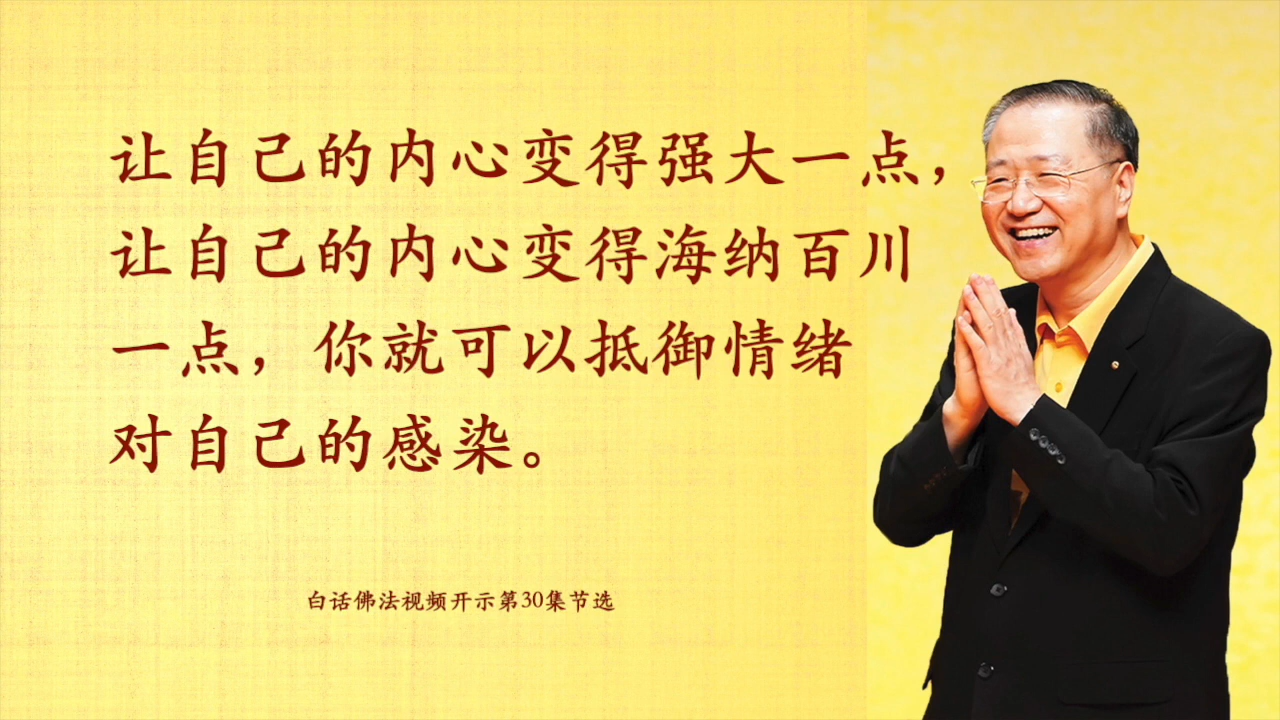 让自己的内心变得强大一点，
让自己的内心变得海纳百川
一点，你就可以抵御情绪
对自己的感染。
白话佛法视频开示第30集节选